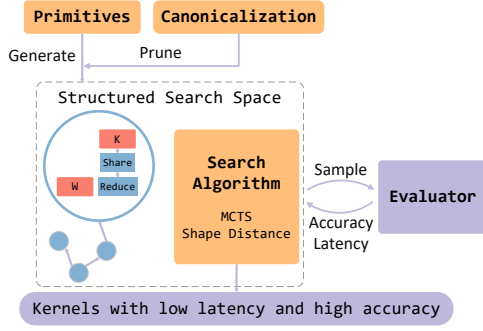 Primitives
Canonicalization
Generate
Prune
Structured Search Space
K
Share
W
Reduce
Search
Algorithm
MCTS
Shape Distance
Sample
Accuracy
Latency
Evaluator
Kernels with low latency and high accuracy